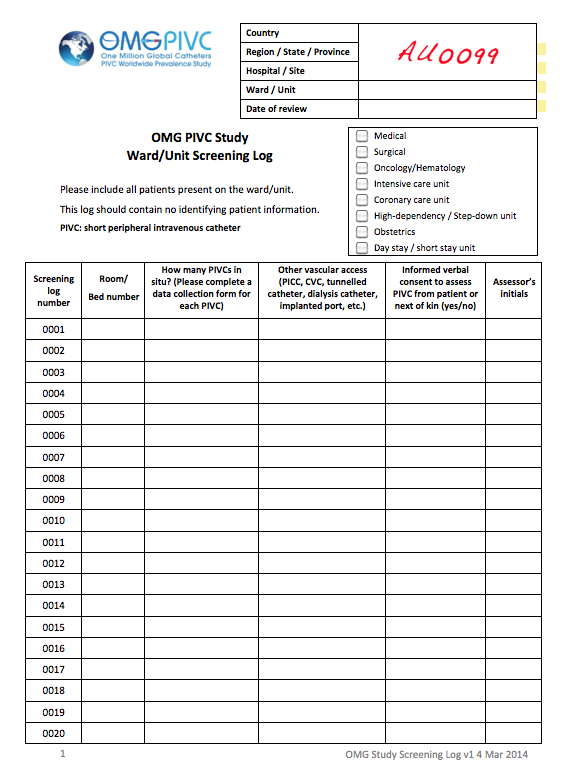 OMGPIVC
One Million Global Catheters
PIVC Worldwide Prevalence Study
Country
Region / State / Province
Hospital / Site
Ward / Unit
Date of review
AU0099
OMG PIVC Study
Ward/Unit Screening Log
Please include all patients present on the ward/unit.
This log should contain no identifying patient information.
PIVC: short peripheral intravenous catheter
Medical
Surgical
Oncology/Hematology
Intensive care unit
Coronary care unit
High-dependency / Step-down unit
Obstetrics
Day stay / short stay unit
Screening
log
number
Room/
Bed number
How many PIVCs in
situ? (Please complete a
data collection form for
each PIVC)
Other vascular access
(PICC, CVC, tunnelled
catheter, dialysis catheter,
implanted port, etc.)
Informed verbal
consent to assess
PIVC from patient or
next of kin (yes/no)
Assessor's
initials
0001
0002
0003
0004
0005
0006
0007
0008
0009
0010
0011
0012
0013
0014
0015
0016
0017
0018
0019
0020
1
OMG Study Screening Log v1 4 Mar 2014